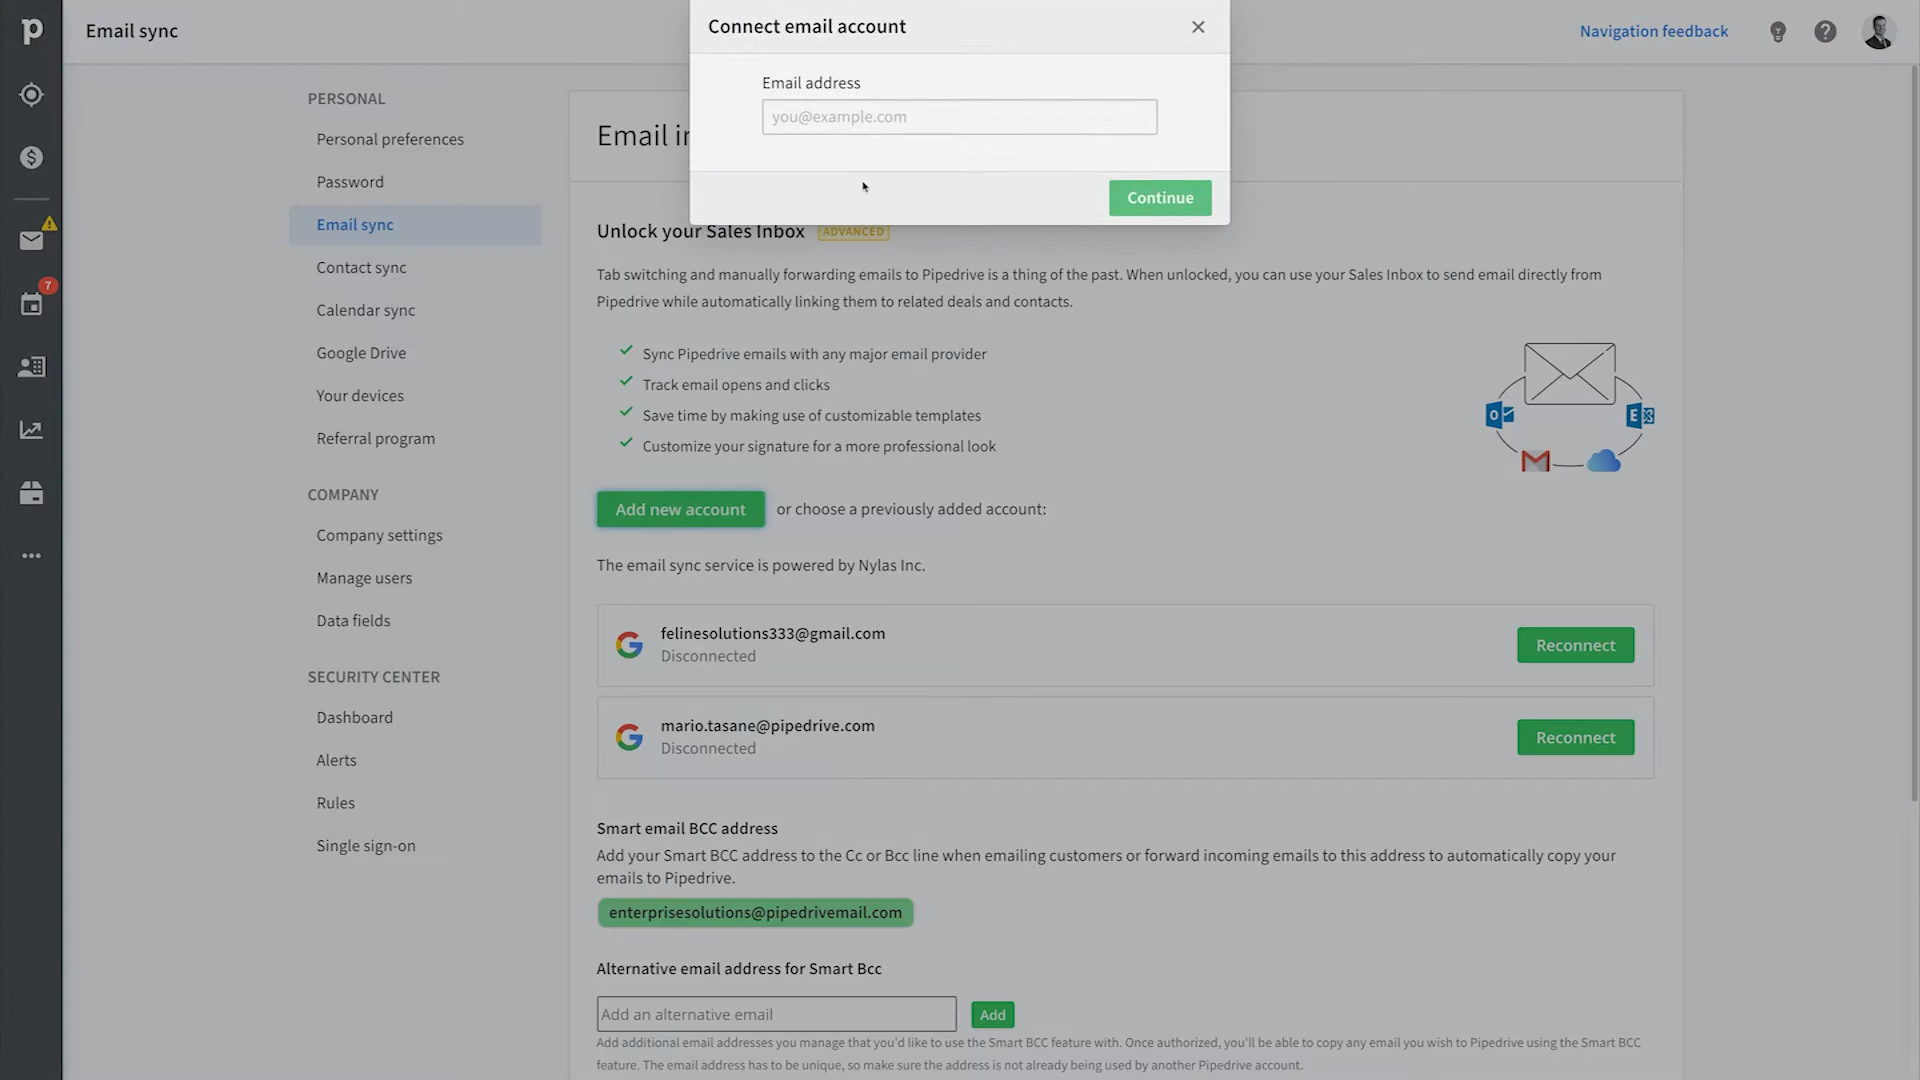 p
Email sync
Connect email account
Navigation feedback
Email address
you@example.com
Continue
7
PERSONAL
Personal preferences
Password
Email sync
Contact sync
Calendar sync
Google Drive
Your devices
Referral program
COMPANY
Company settings
Manage users
Data fields
SECURITY CENTER
Dashboard
Alerts
Rules
Single sign-on
Email in
Unlock your Sales Inbox ADVANCED
Tab switching and manually forwarding emails to Pipedrive is a thing of the past. When unlocked, you can use your Sales Inbox to send email directly from
Pipedrive while automatically linking them to related deals and contacts.
Sync Pipedrive emails with any major email provider
Track email opens and clicks
Save time by making use of customizable templates
Customize your signature for a more professional look
Add new account or choose a previously added account:
The email sync service is powered by Nylas Inc.
felinesolutions333@gmail.com
Disconnected
Reconnect
mario.tasane@pipedrive.com
Disconnected
Reconnect
Smart email BCC address
Add your Smart BCC address to the Cc or Bcc line when emailing customers or forward incoming emails to this address to automatically copy your
emails to Pipedrive.
enterprisesolutions@pipedrivemail.com
Alternative email address for Smart Bcc
Add an alternative email
Add
Add additional email addresses you manage that you'd like to use the Smart BCC feature with. Once authorized, you'll be able to copy any email you wish to Pipedrive using the Smart BCC
feature. The email address has to be unique, so make sure the address is not already being used by another Pipedrive account.